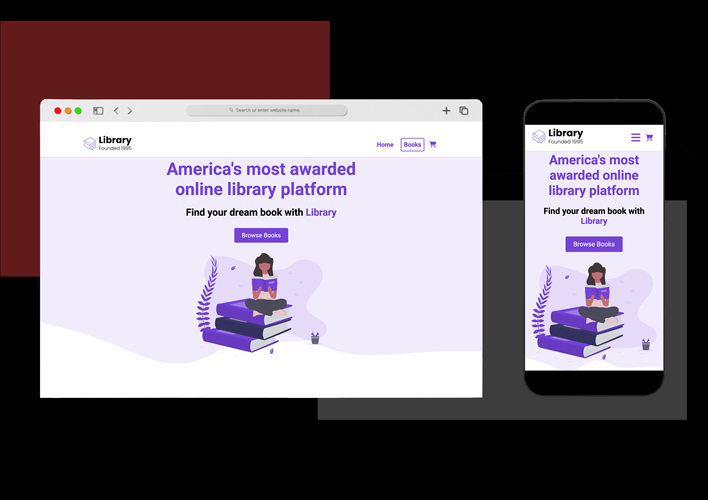 Search or enter website name
Library
Founded 1995
Home
Books
America's most awarded
online library platform
Find your dream book with Library
Browse Books
Library
Founded 1995
America's most
awarded online
library platform
Find your dream book with
Library
Browse Books